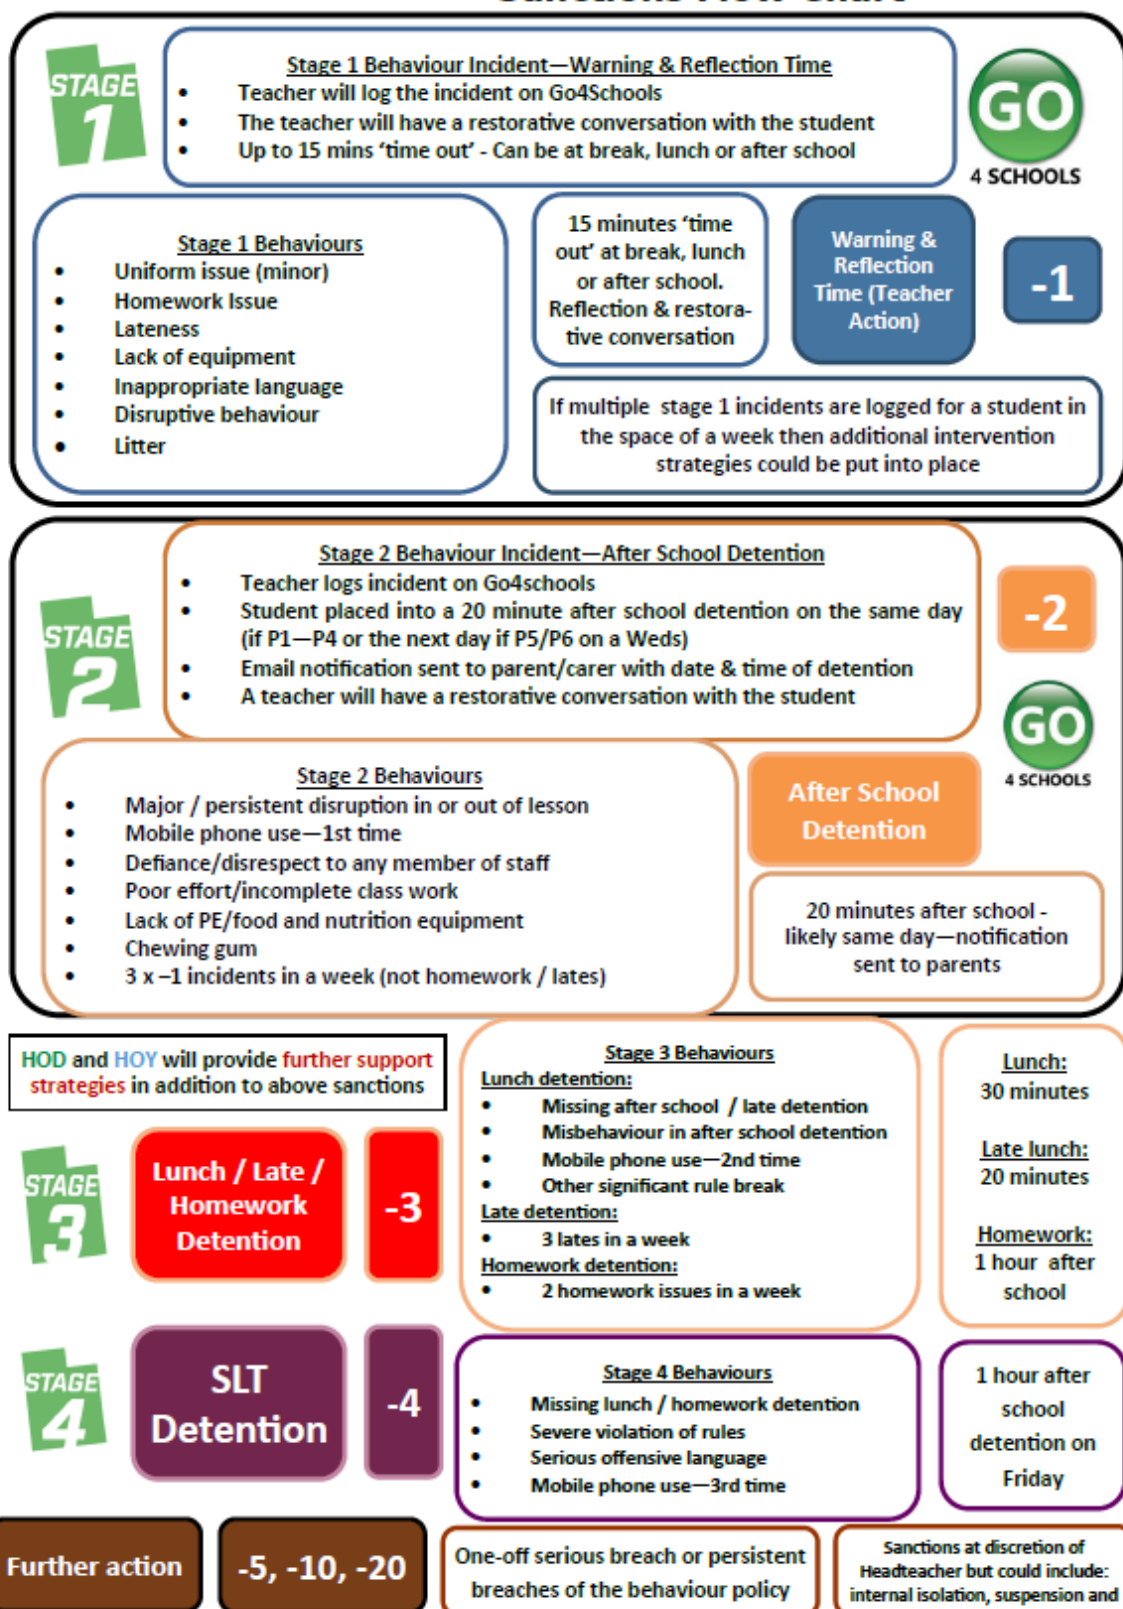 Sanctions Flow Chart
STAGE
1
Stage 1 Behaviour Incident—Warning & Reflection Time
• Teacher will log the incident on Go4Schools
• The teacher will have a restorative conversation with the student
• Up to 15 mins ‘time out’ - Can be at break, lunch or after school
GO
4 SCHOOLS
Stage 1 Behaviours
• Uniform issue (minor)
• Homework Issue
• Lateness
• Lack of equipment
• Inappropriate language
• Disruptive behaviour
• Litter
15 minutes ‘time
out’ at break, lunch
or after school.
Reflection & restora-
tive conversation
Warning &
Reflection
Time (Teacher
Action)
-1
If multiple stage 1 incidents are logged for a student in
the space of a week then additional intervention
strategies could be put into place
STAGE
2
Stage 2 Behaviour Incident—After School Detention
• Teacher logs incident on Go4schools
• Student placed into a 20 minute after school detention on the same day
(if P1—P4 or the next day if P5/P6 on a Weds)
• Email notification sent to parent/carer with date & time of detention
• A teacher will have a restorative conversation with the student
-2
GO
4 SCHOOLS
Stage 2 Behaviours
• Major / persistent disruption in or out of lesson
• Mobile phone use—1st time
• Defiance/disrespect to any member of staff
• Poor effort/incomplete class work
• Lack of PE/food and nutrition equipment
• Chewing gum
• 3 x –1 incidents in a week (not homework / lates)
After School
Detention
20 minutes after school -
likely same day—notification
sent to parents
HOD and HOY will provide further support
strategies in addition to above sanctions
STAGE
3
Lunch / Late /
Homework
Detention
-3
Stage 3 Behaviours
Lunch detention:
• Missing after school / late detention
• Misbehaviour in after school detention
• Mobile phone use—2nd time
• Other significant rule break
Late detention:
• 3 lates in a week
Homework detention:
• 2 homework issues in a week
Lunch:
30 minutes
Late lunch:
20 minutes
Homework:
1 hour after
school
STAGE
4
SLT
Detention
-4
Stage 4 Behaviours
• Missing lunch / homework detention
• Severe violation of rules
• Serious offensive language
• Mobile phone use—3rd time
1 hour after
school
detention on
Friday
Further action
-5, -10, -20
One-off serious breach or persistent
breaches of the behaviour policy
Sanctions at discretion of
Headteacher but could include:
internal isolation, suspension and